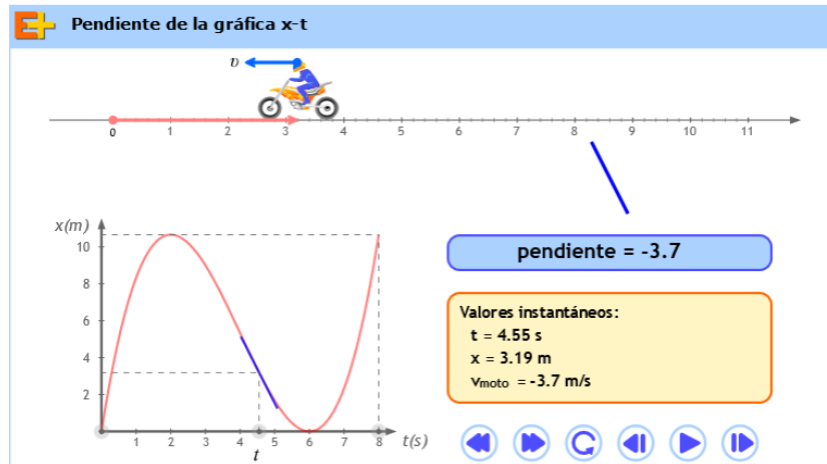 E+ Pendiente de la gráfica x-t
v
0 1 2 3 4 5 6 7 8 9 10 11
x(m)
10
8
6
4
2
1 2 3 4 5 6 7 8 t(s)
t
pendiente = -3.7
Valores instantáneos:
t = 4.55 s
x = 3.19 m
vmoto = -3.7 m/s